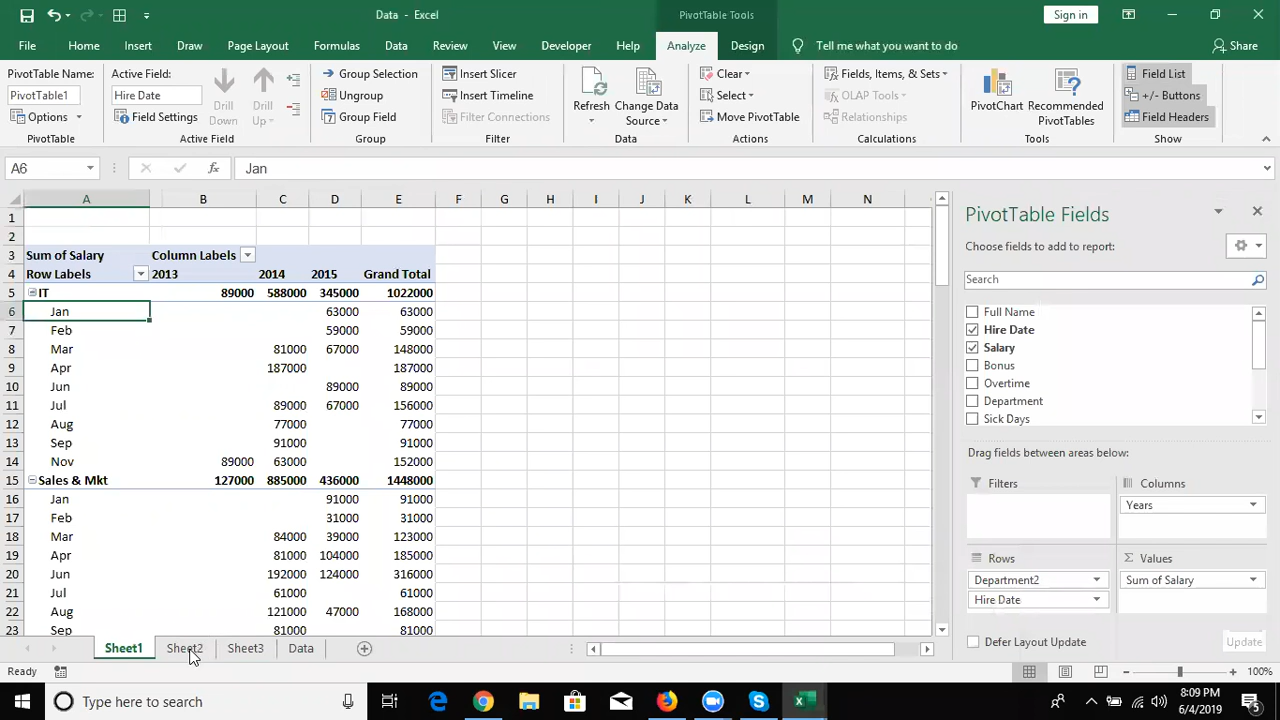 Data - Excel
PivotTable Tools
Sign in
File Home Insert Draw Page Layout Formulas Data Review View Developer Help Analyze Design Tell me what you want to do Share
PivotTable Name:
PivotTable1
Options
PivotTable
Active Field:
Hire Date
Field Settings
Drill Down
Drill Up
Active Field
Group Selection
Ungroup
Group Field
Group
Insert Slicer
Insert Timeline
Filter Connections
Filter
Refresh
Change Data Source
Data
Clear
Select
Move PivotTable
Actions
Fields, Items, & Sets
OLAP Tools
Relationships
Calculations
PivotChart
Recommended PivotTables
Tools
Field List
+/- Buttons
Field Headers
Show
A6 fx Jan
A B C D E F G H I J K L M N
1
2
3 Sum of Salary Column Labels
4 Row Labels 2013 2014 2015 Grand Total
5 IT 89000 588000 345000 1022000
6 Jan 63000 63000
7 Feb 59000 59000
8 Mar 81000 67000 148000
9 Apr 187000 187000
10 Jun 89000 89000
11 Jul 89000 67000 156000
12 Aug 77000 77000
13 Sep 91000 91000
14 Nov 89000 63000 152000
15 Sales & Mkt 127000 885000 436000 1448000
16 Jan 91000 91000
17 Feb 31000 31000
18 Mar 84000 39000 123000
19 Apr 81000 104000 185000
20 Jun 192000 124000 316000
21 Jul 61000 61000
22 Aug 121000 47000 168000
23 Sep 81000 81000
PivotTable Fields
Choose fields to add to report:
Search
Full Name
Hire Date
Salary
Bonus
Overtime
Department
Sick Days
Drag fields between areas below:
Filters
Columns
Years
Rows
Department2
Hire Date
Σ Values
Sum of Salary
Defer Layout Update
Update
Sheet1 Sheet2 Sheet3 Data
Ready
100%
Type here to search
8:09 PM
6/4/2019
5